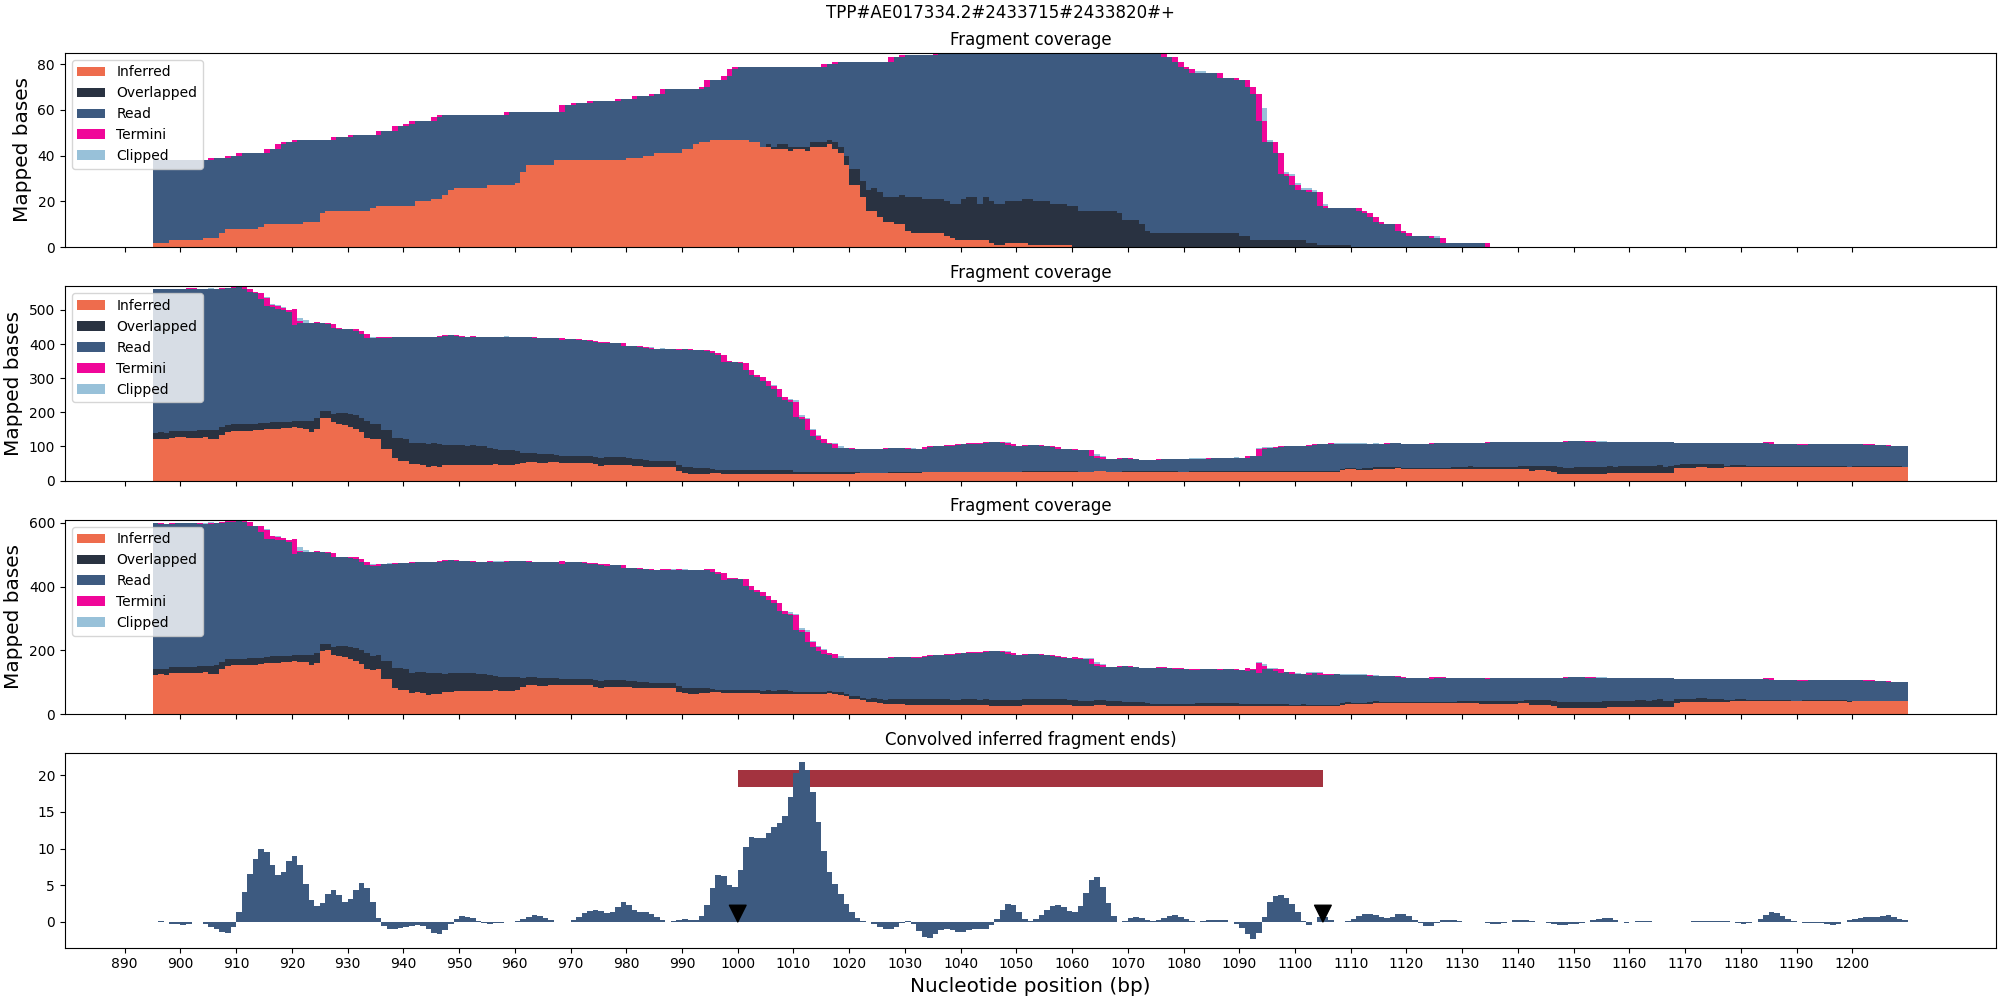 TPP#AE017334.2#2433715#2433820#+
Fragment coverage
Mapped bases
80
60
40
20
0
Inferred
Overlapped
Read
Termini
Clipped
Fragment coverage
Mapped bases
500
400
300
200
100
0
Inferred
Overlapped
Read
Termini
Clipped
Fragment coverage
Mapped bases
600
400
200
0
Inferred
Overlapped
Read
Termini
Clipped
Convolved inferred fragment ends)
20
15
10
5
0
890 900 910 920 930 940 950 960 970 980 990 1000 1010 1020 1030 1040 1050 1060 1070 1080 1090 1100 1110 1120 1130 1140 1150 1160 1170 1180 1190 1200
Nucleotide position (bp)